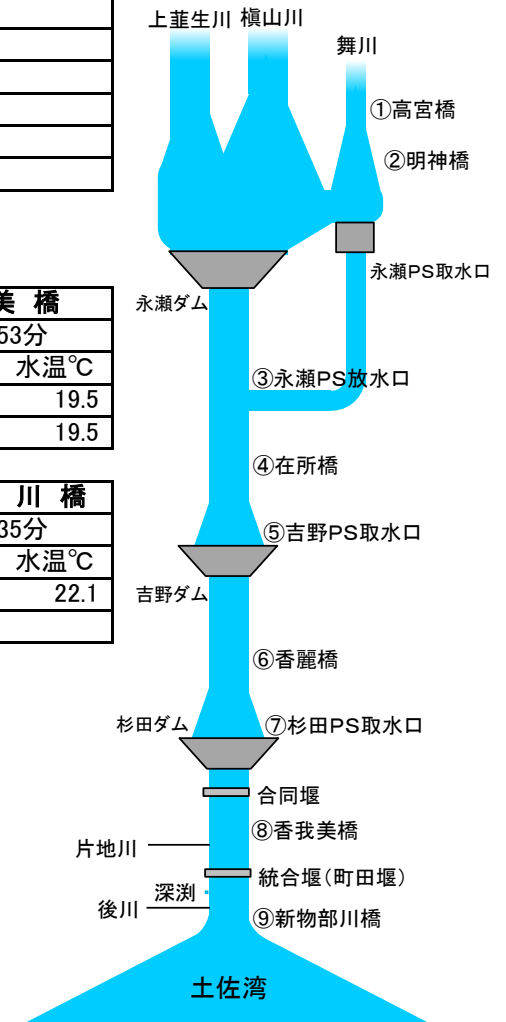 上韮生川
槇山川
舞川
①高宮橋
②明神橋
永瀬PS取水口
永瀬ダム
③永瀬PS放水口
④在所橋
⑤吉野PS取水口
吉野ダム
⑥香麗橋
杉田ダム
⑦杉田PS取水口
合同堰
⑧香我美橋
片地川
統合堰(町田堰)
深渕
後川
⑨新物部川橋
土佐湾
美 橋
53分
水温℃
19.5
19.5
川 橋
35分
水温℃
22.1